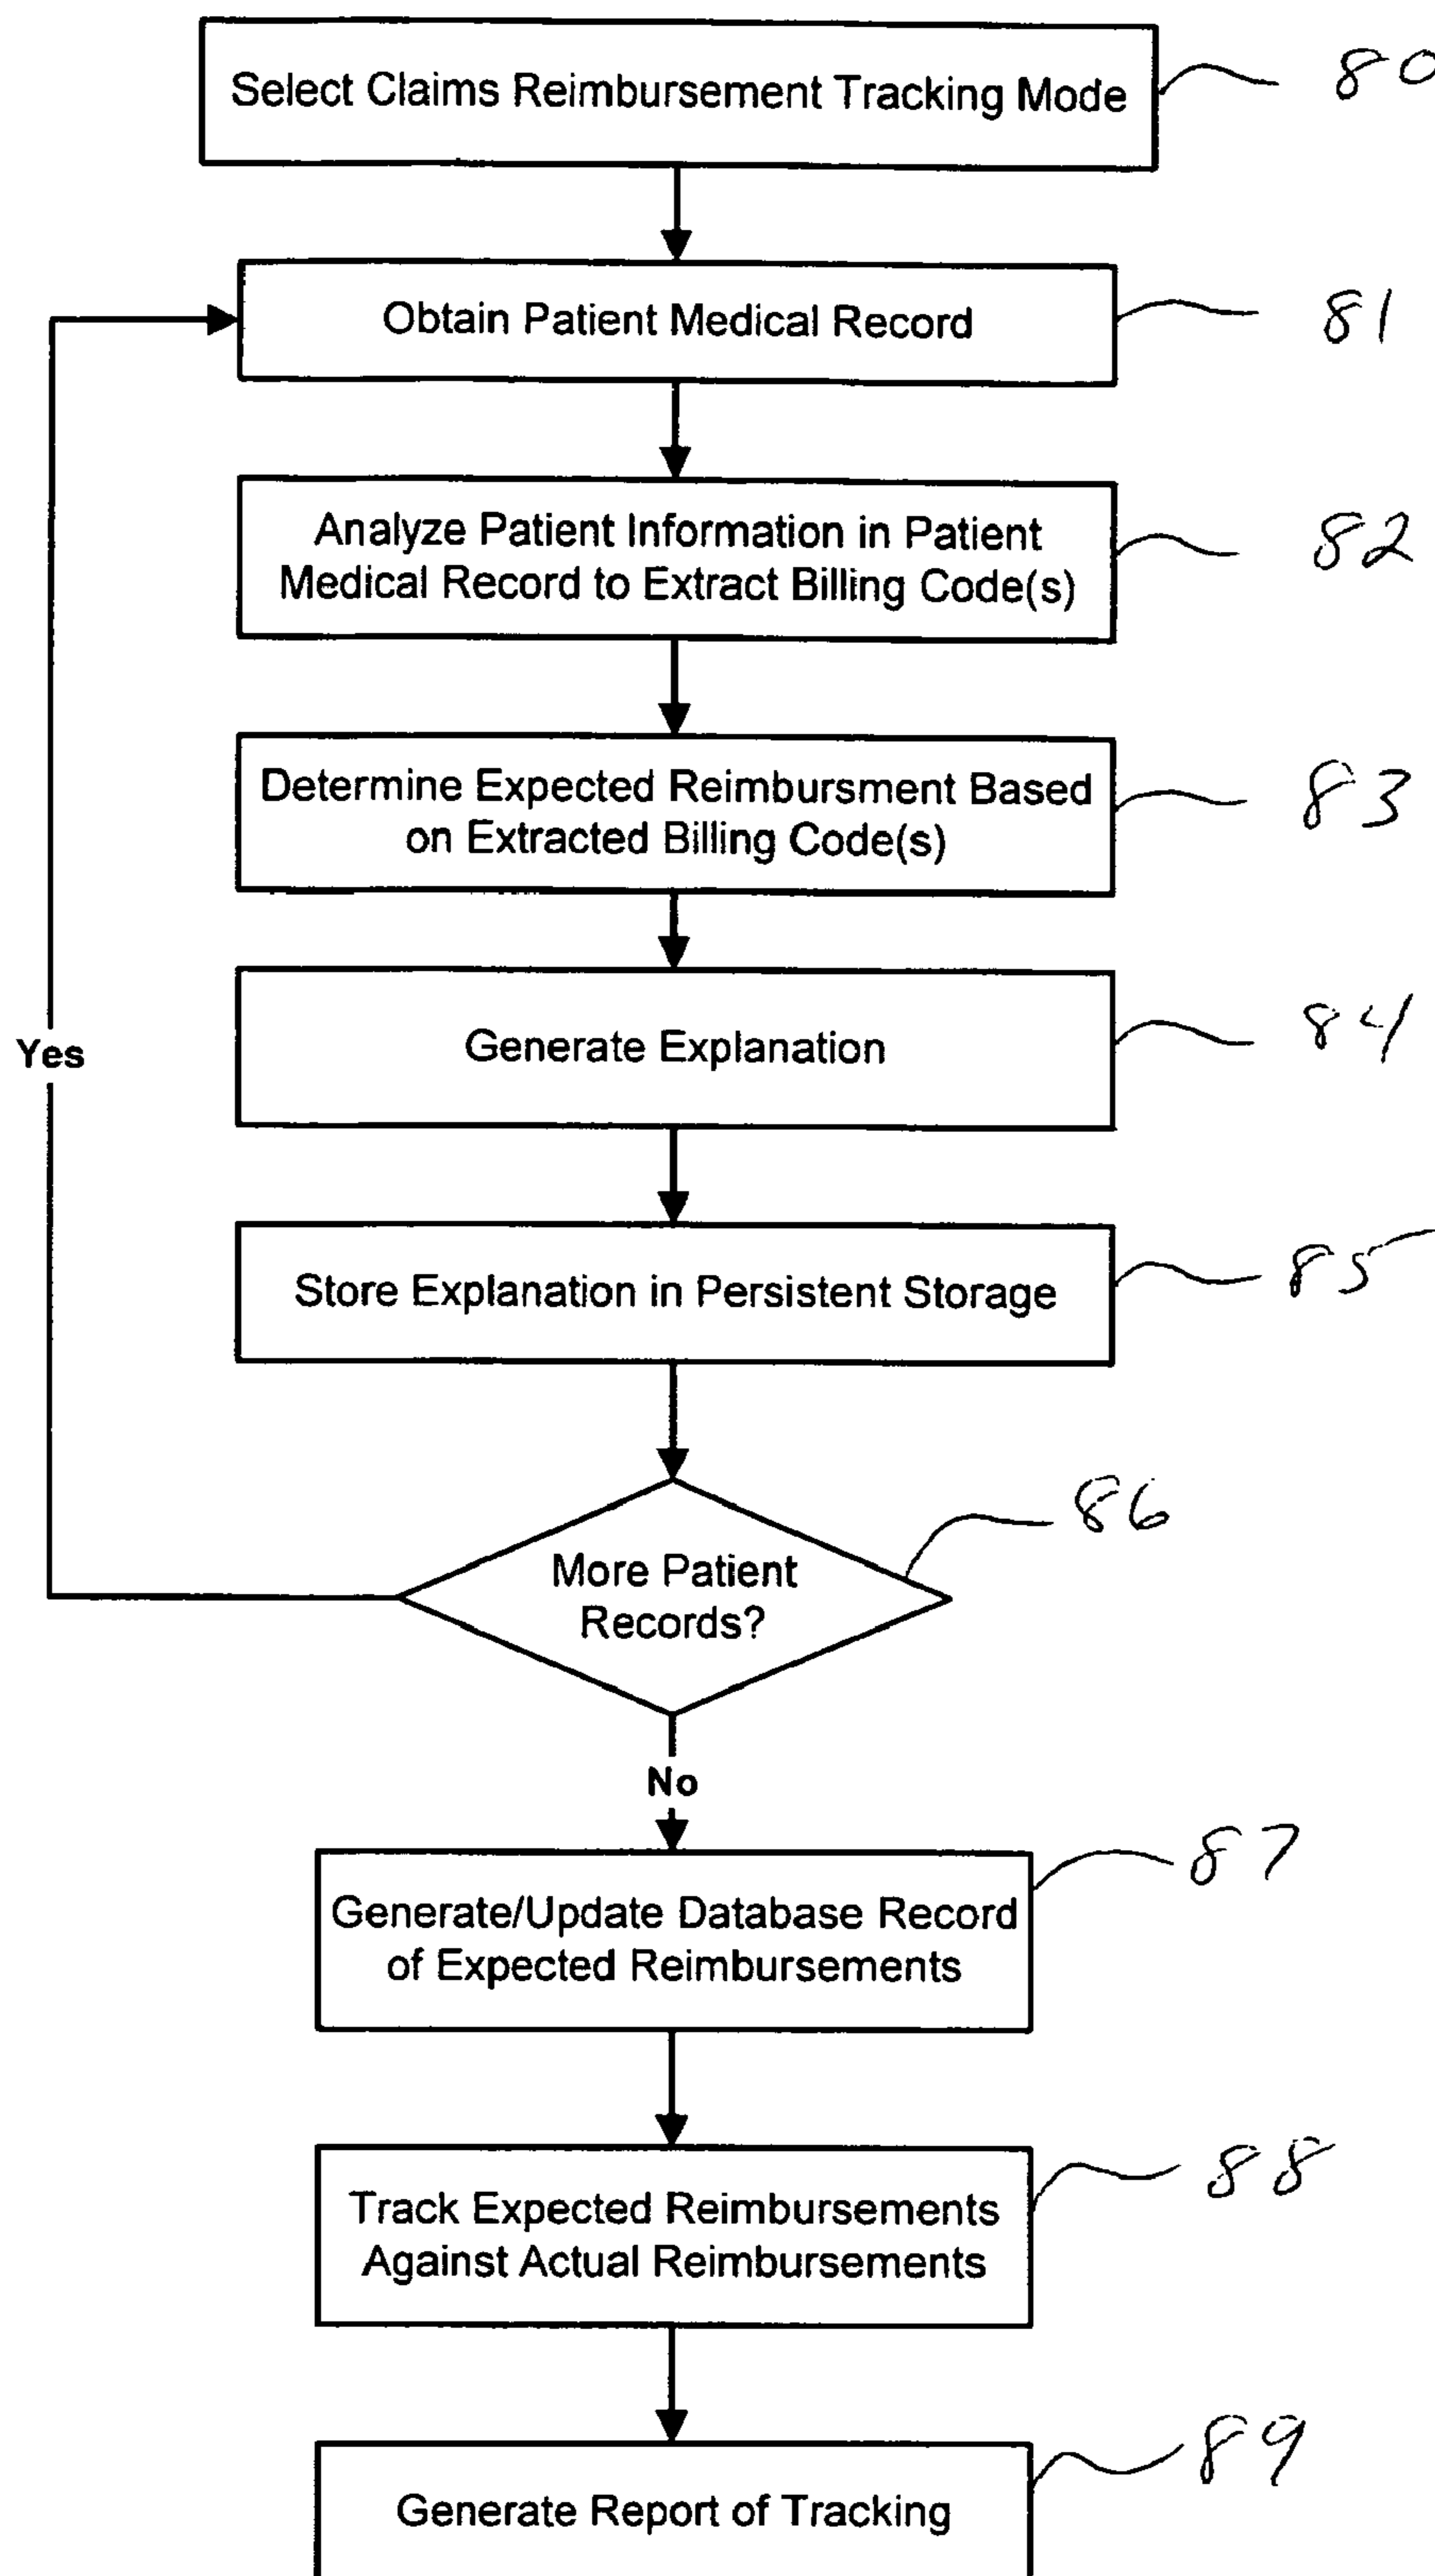 Select Claims Reimbursement Tracking Mode
80
Obtain Patient Medical Record
81
Analyze Patient Information in Patient
Medical Record to Extract Billing Code(s)
82
Determine Expected Reimbursment Based
on Extracted Billing Code(s)
83
Yes
Generate Explanation
84
Store Explanation in Persistent Storage
85
More Patient
Records?
86
No
Generate/Update Database Record
of Expected Reimbursements
87
Track Expected Reimbursements
Against Actual Reimbursements
88
Generate Report of Tracking
89